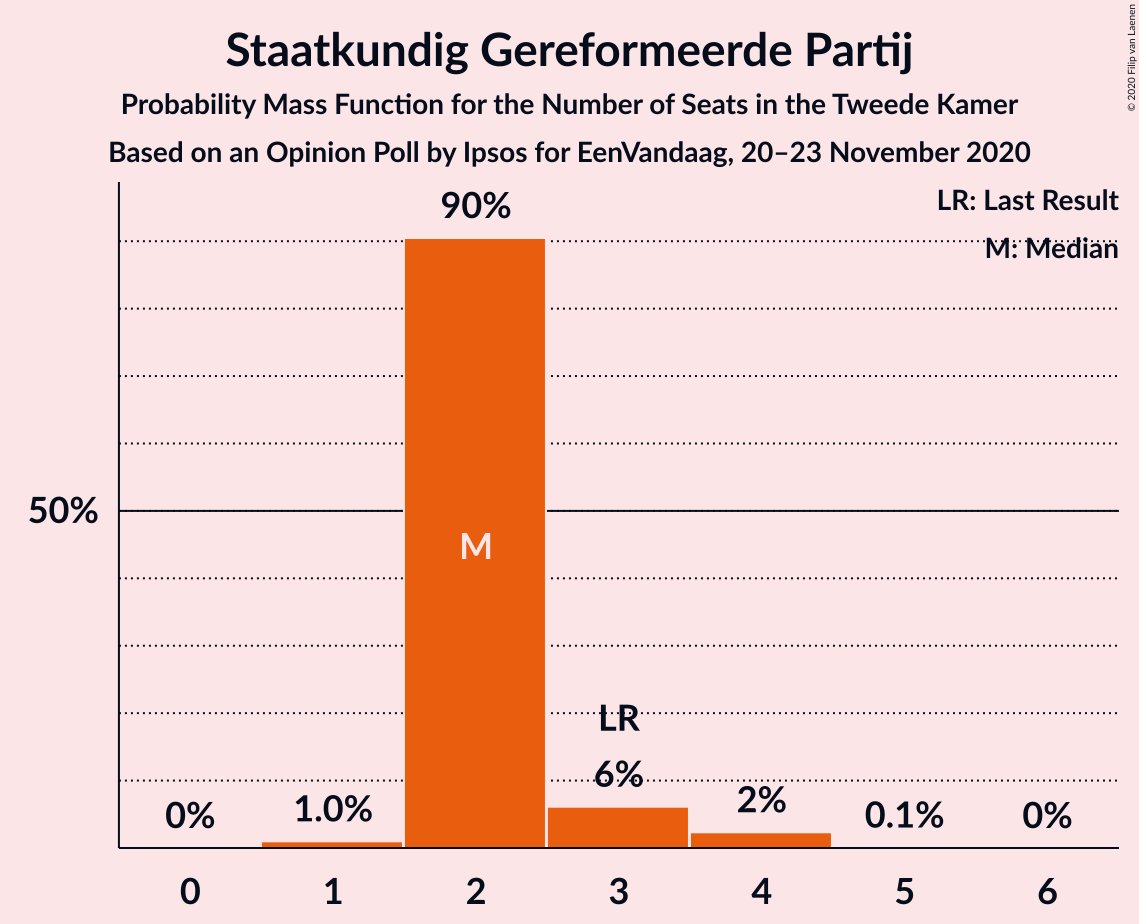 Staatkundig Gereformeerde Partij
Probability Mass Function for the Number of Seats in the Tweede Kamer
Based on an Opinion Poll by Ipsos for EenVandaag, 20–23 November 2020
© 2020 Filip van Laenen
LR: Last Result
M: Median
90%
50%
M
LR
6%
0%
1.0%
2%
0.1%
0%
0
1
2
3
4
5
6